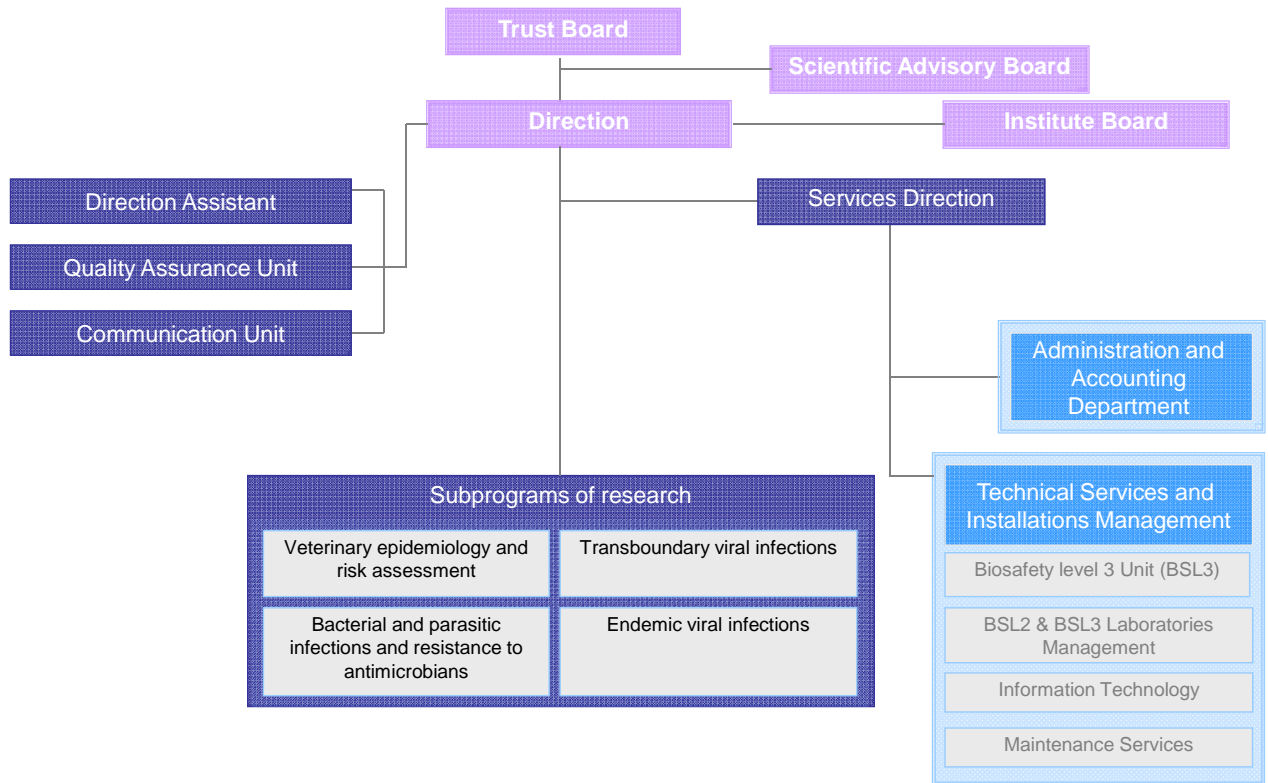 Trust Board
Scientific Advisory Board
Direction
Institute Board
Direction Assistant
Services Direction
Quality Assurance Unit
Communication Unit
Administration and
Accounting
Department
Subprograms of research
Veterinary epidemiology and
risk assessment
Transboundary viral infections
Bacterial and parasitic
infections and resistance to
antimicrobians
Endemic viral infections
Technical Services and
Installations Management
Biosafety level 3 Unit (BSL3)
BSL2 & BSL3 Laboratories
Management
Information Technology
Maintenance Services